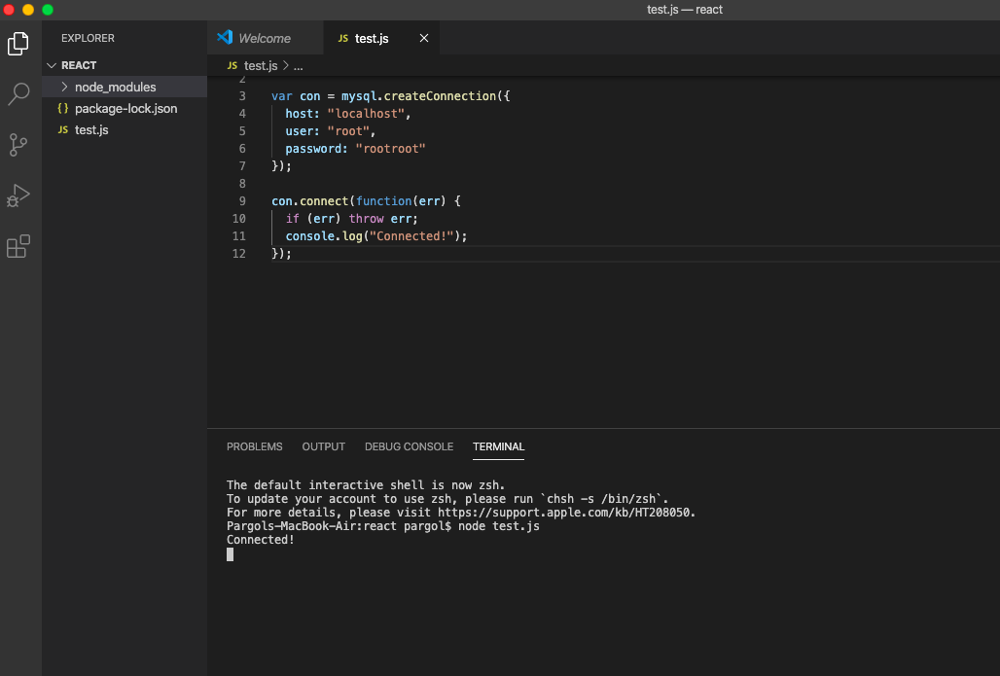 test.js — react
EXPLORER
REACT
node_modules
{} package-lock.json
JS test.js
Welcome
JS test.js
JS test.js > ...
2
3 var con = mysql.createConnection({
4 host: "localhost",
5 user: "root",
6 password: "rootroot"
7 });
8
9 con.connect(function(err) {
10 if (err) throw err;
11 console.log("Connected!");
12 });
PROBLEMS OUTPUT DEBUG CONSOLE TERMINAL
The default interactive shell is now zsh.
To update your account to use zsh, please run `chsh -s /bin/zsh`.
For more details, please visit https://support.apple.com/kb/HT208050.
Pargols-MacBook-Air:react pargol$ node test.js
Connected!